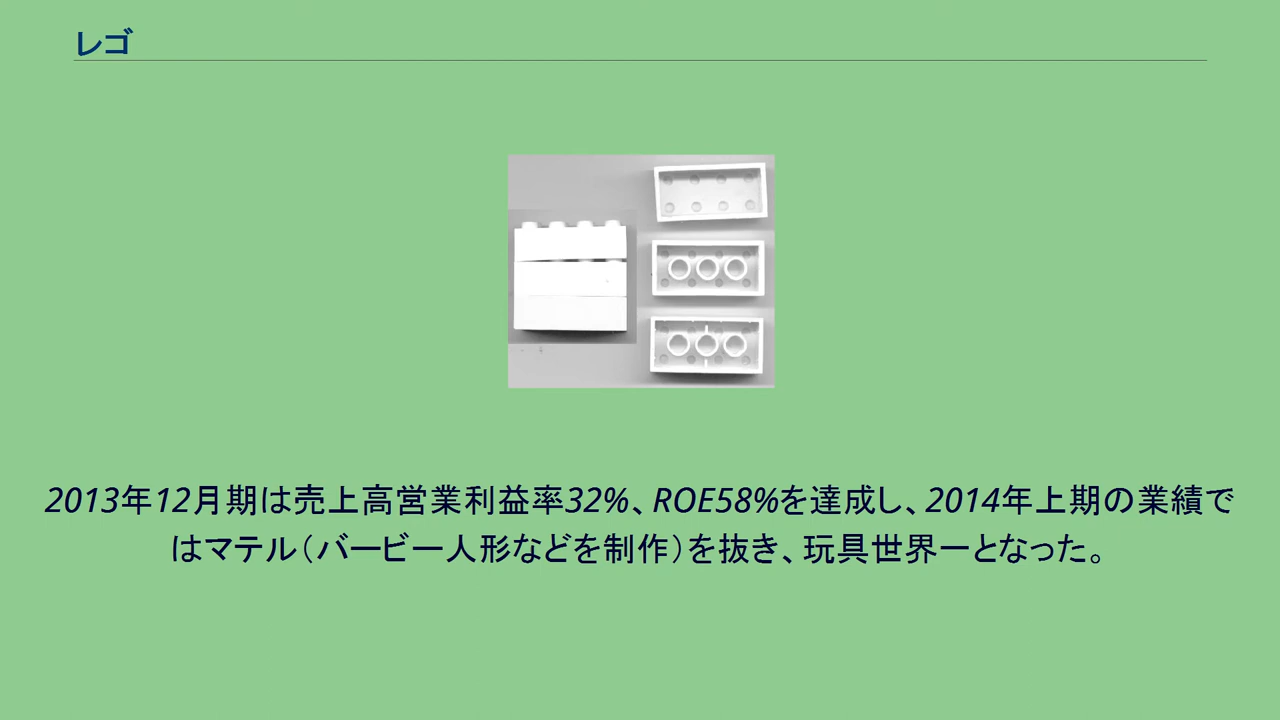 レゴ
2013年12月期は売上高営業利益率32%、ROE58%を達成し、2014年上期の業績で
はマテル（バービー人形などを制作）を抜き、玩具世界一となった。